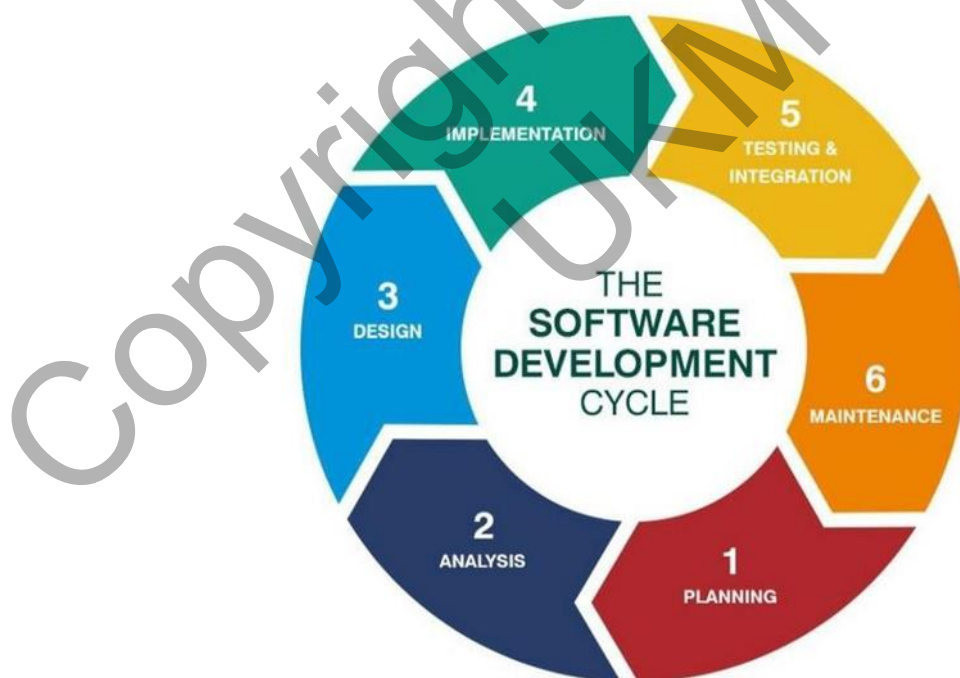 THE
SOFTWARE
DEVELOPMENT
CYCLE
1
PLANNING
2
ANALYSIS
3
DESIGN
4
IMPLEMENTATION
5
TESTING &
INTEGRATION
6
MAINTENANCE
Copyright
UKM